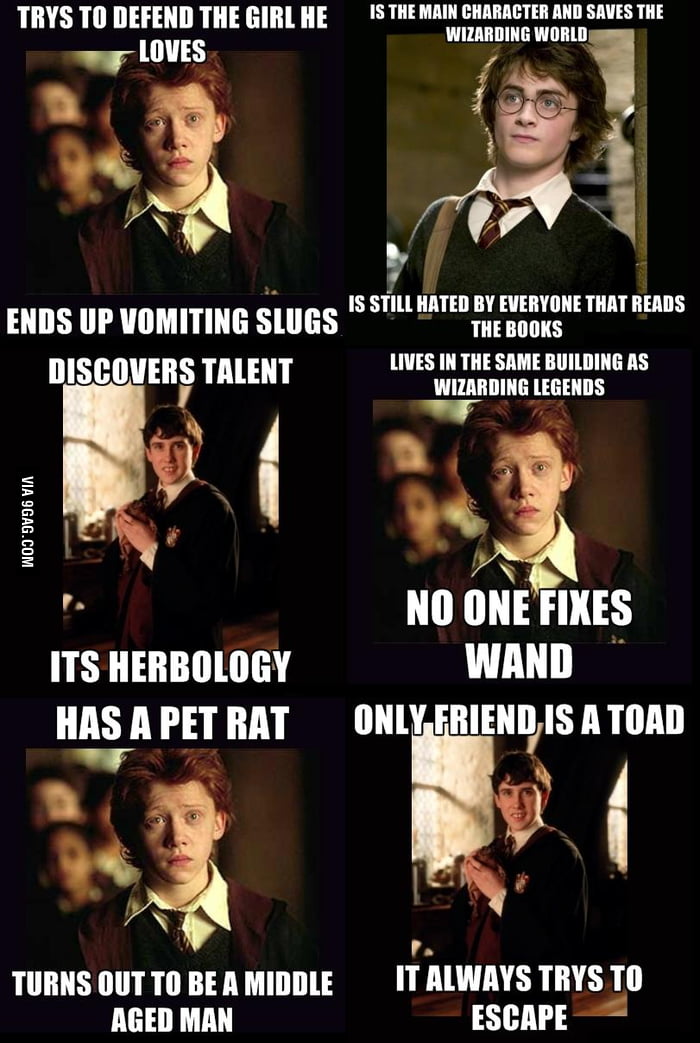 TRYS TO DEFEND THE GIRL HE
LOVES
ENDS UP VOMITING SLUGS
IS THE MAIN CHARACTER AND SAVES THE
WIZARDING WORLD
IS STILL HATED BY EVERYONE THAT READS
THE BOOKS
DISCOVERS TALENT
ITS HERBOLOGY
LIVES IN THE SAME BUILDING AS
WIZARDING LEGENDS
NO ONE FIXES
WAND
HAS A PET RAT
TURNS OUT TO BE A MIDDLE
AGED MAN
ONLY FRIEND IS A TOAD
IT ALWAYS TRYS TO
ESCAPE
VIA 9GAG.COM